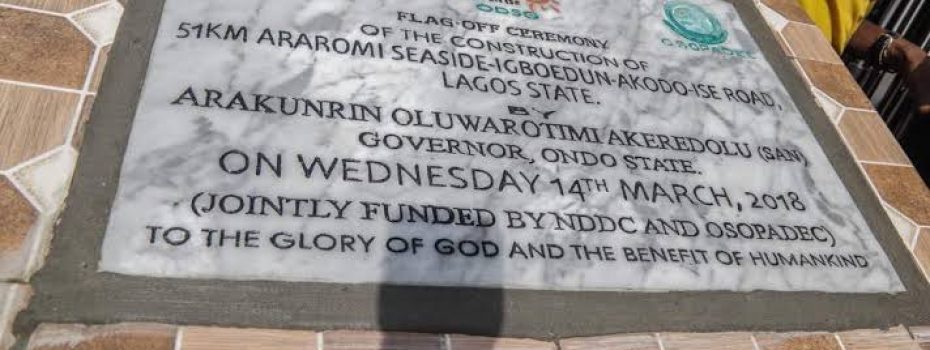 ODSG
OSOPADEC
FLAG-OFF CEREMONY
OF THE CONSTRUCTION OF
51KM ARAROMI SEASIDE-IGBOEDUN-AKODO-ISE ROAD,
LAGOS STATE.
BY
ARAKUNRIN OLUWAROTIMI AKEREDOLU (SAN)
GOVERNOR, ONDO STATE.
ON WEDNESDAY 14TH MARCH, 2018
(JOINTLY FUNDED BY NDDC AND OSOPADEC)
TO THE GLORY OF GOD AND THE BENEFIT OF HUMANKIND